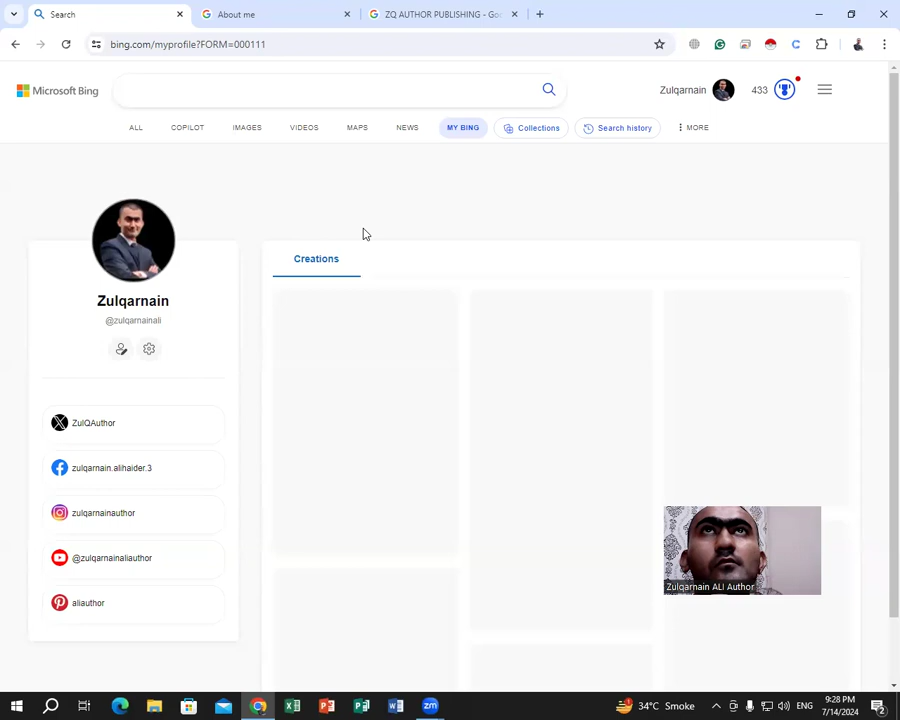 Search
About me
ZQ AUTHOR PUBLISHING - Goo
bing.com/myprofile?FORM=000111
Microsoft Bing
Zulqarnain
433
ALL
COPILOT
IMAGES
VIDEOS
MAPS
NEWS
MY BING
Collections
Search history
MORE
Creations
Zulqarnain
@zulqarnainali
ZulQAuthor
zulqarnain.alihaider.3
zulqarnainauthor
@zulqarnainaliauthor
aliauthor
Zulqarnain ALI Author
34°C Smoke
ENG
9:28 PM
7/14/2024
2